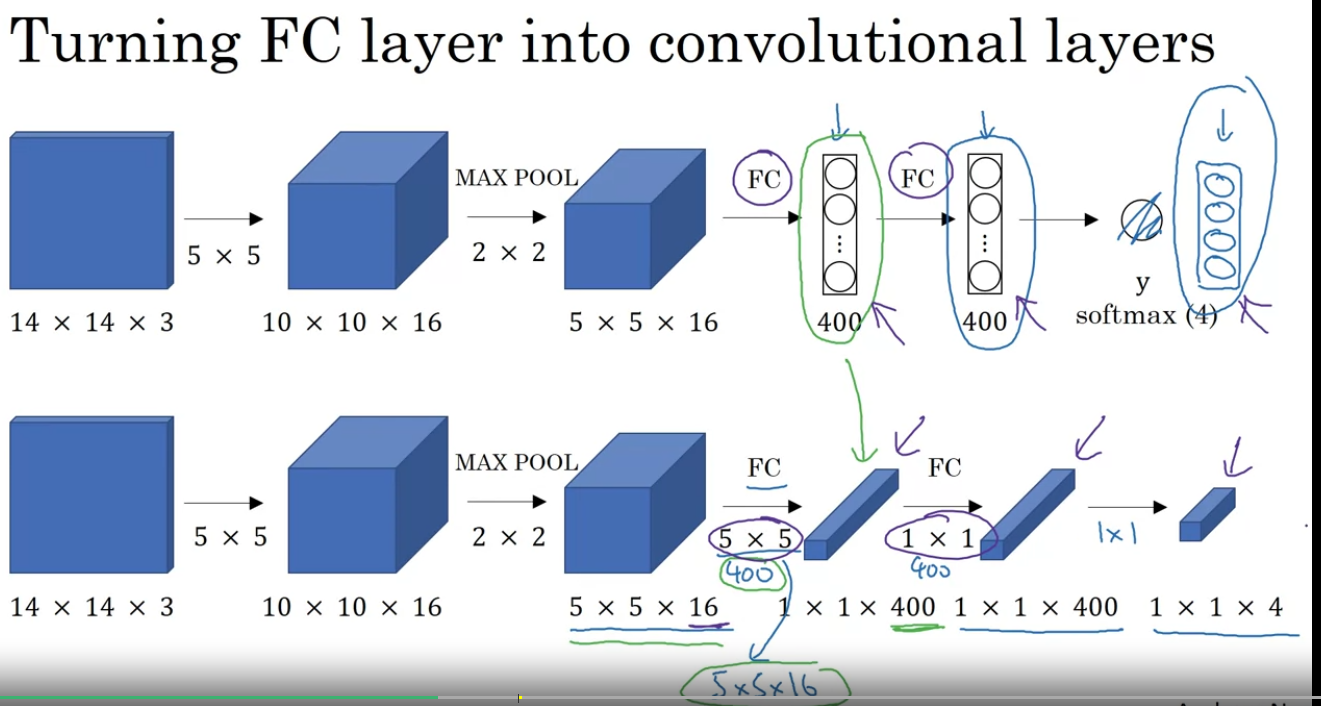 Turning FC layer into convolutional layers
MAX POOL
FC
FC
5 × 5
2 × 2
⋮
⋮
y
14 × 14 × 3
10 × 10 × 16
5 × 5 × 16
400
400
softmax (4)
MAX POOL
FC
FC
5 × 5
2 × 2
5 × 5
1 × 1
1×1
400
400
14 × 14 × 3
10 × 10 × 16
5 × 5 × 16
1 × 1 × 400
1 × 1 × 400
1 × 1 × 4
5×5×16